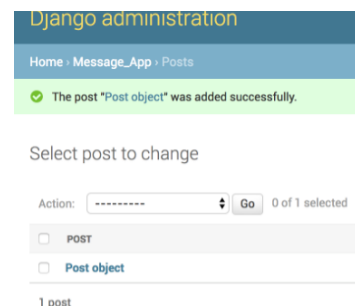 Django administration
Home › Message_App › Posts
The post "Post object" was added successfully.
Select post to change
Action: --------- Go 0 of 1 selected
POST
Post object
1 post